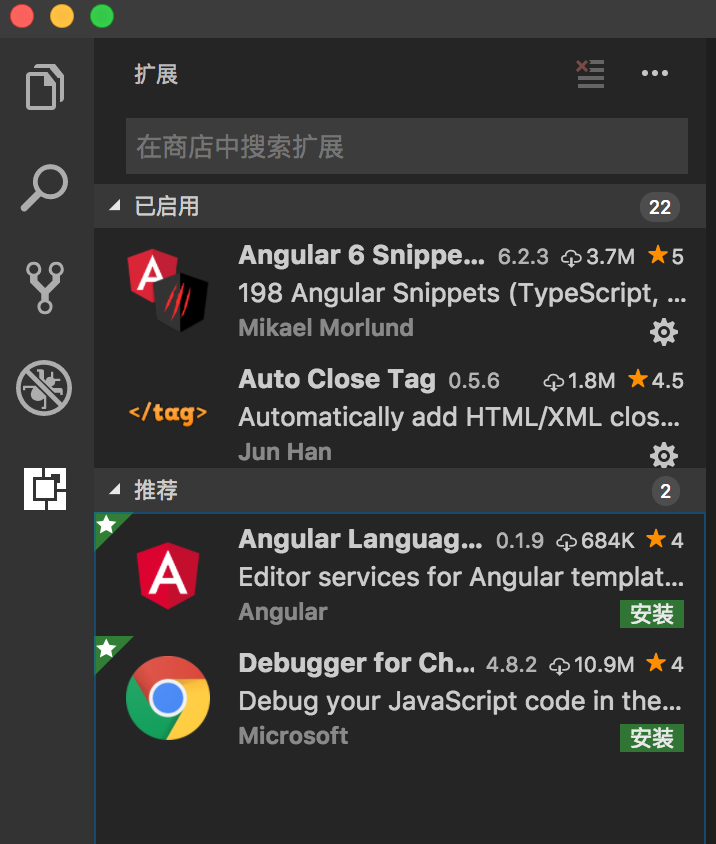 扩展
在商店中搜索扩展
已启用 22
Angular 6 Snippe... 6.2.3 3.7M 5
198 Angular Snippets (TypeScript, ...
Mikael Morlund
Auto Close Tag 0.5.6 1.8M 4.5
</tag>
Automatically add HTML/XML clos...
Jun Han
推荐 2
Angular Languag... 0.1.9 684K 4
Editor services for Angular templat...
Angular 安装
Debugger for Ch... 4.8.2 10.9M 4
Debug your JavaScript code in the...
Microsoft 安装